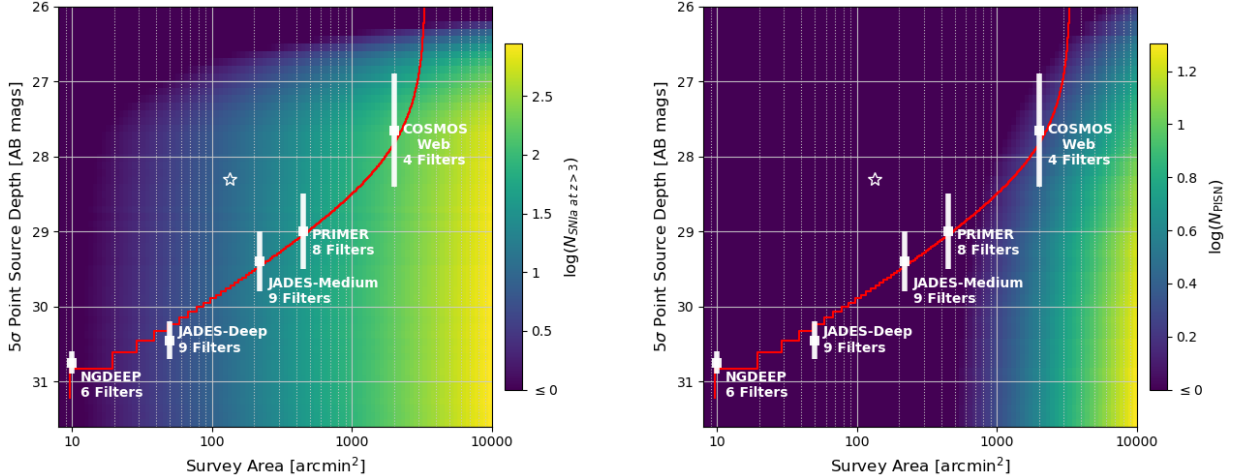 26
27
28
29
30
31
5σ Point Source Depth [AB mags]
COSMOS
Web
4 Filters
PRIMER
8 Filters
JADES-Medium
9 Filters
JADES-Deep
9 Filters
NGDEEP
6 Filters
10
100
1000
10000
Survey Area [arcmin²]
2.5
2
1.5
1
0.5
≤ 0
log(N_{SNIa at z>3})
26
27
28
29
30
31
5σ Point Source Depth [AB mags]
COSMOS
Web
4 Filters
PRIMER
8 Filters
JADES-Medium
9 Filters
JADES-Deep
9 Filters
NGDEEP
6 Filters
10
100
1000
10000
Survey Area [arcmin²]
1.2
1
0.8
0.6
0.4
0.2
≤ 0
log(N_{PISN})